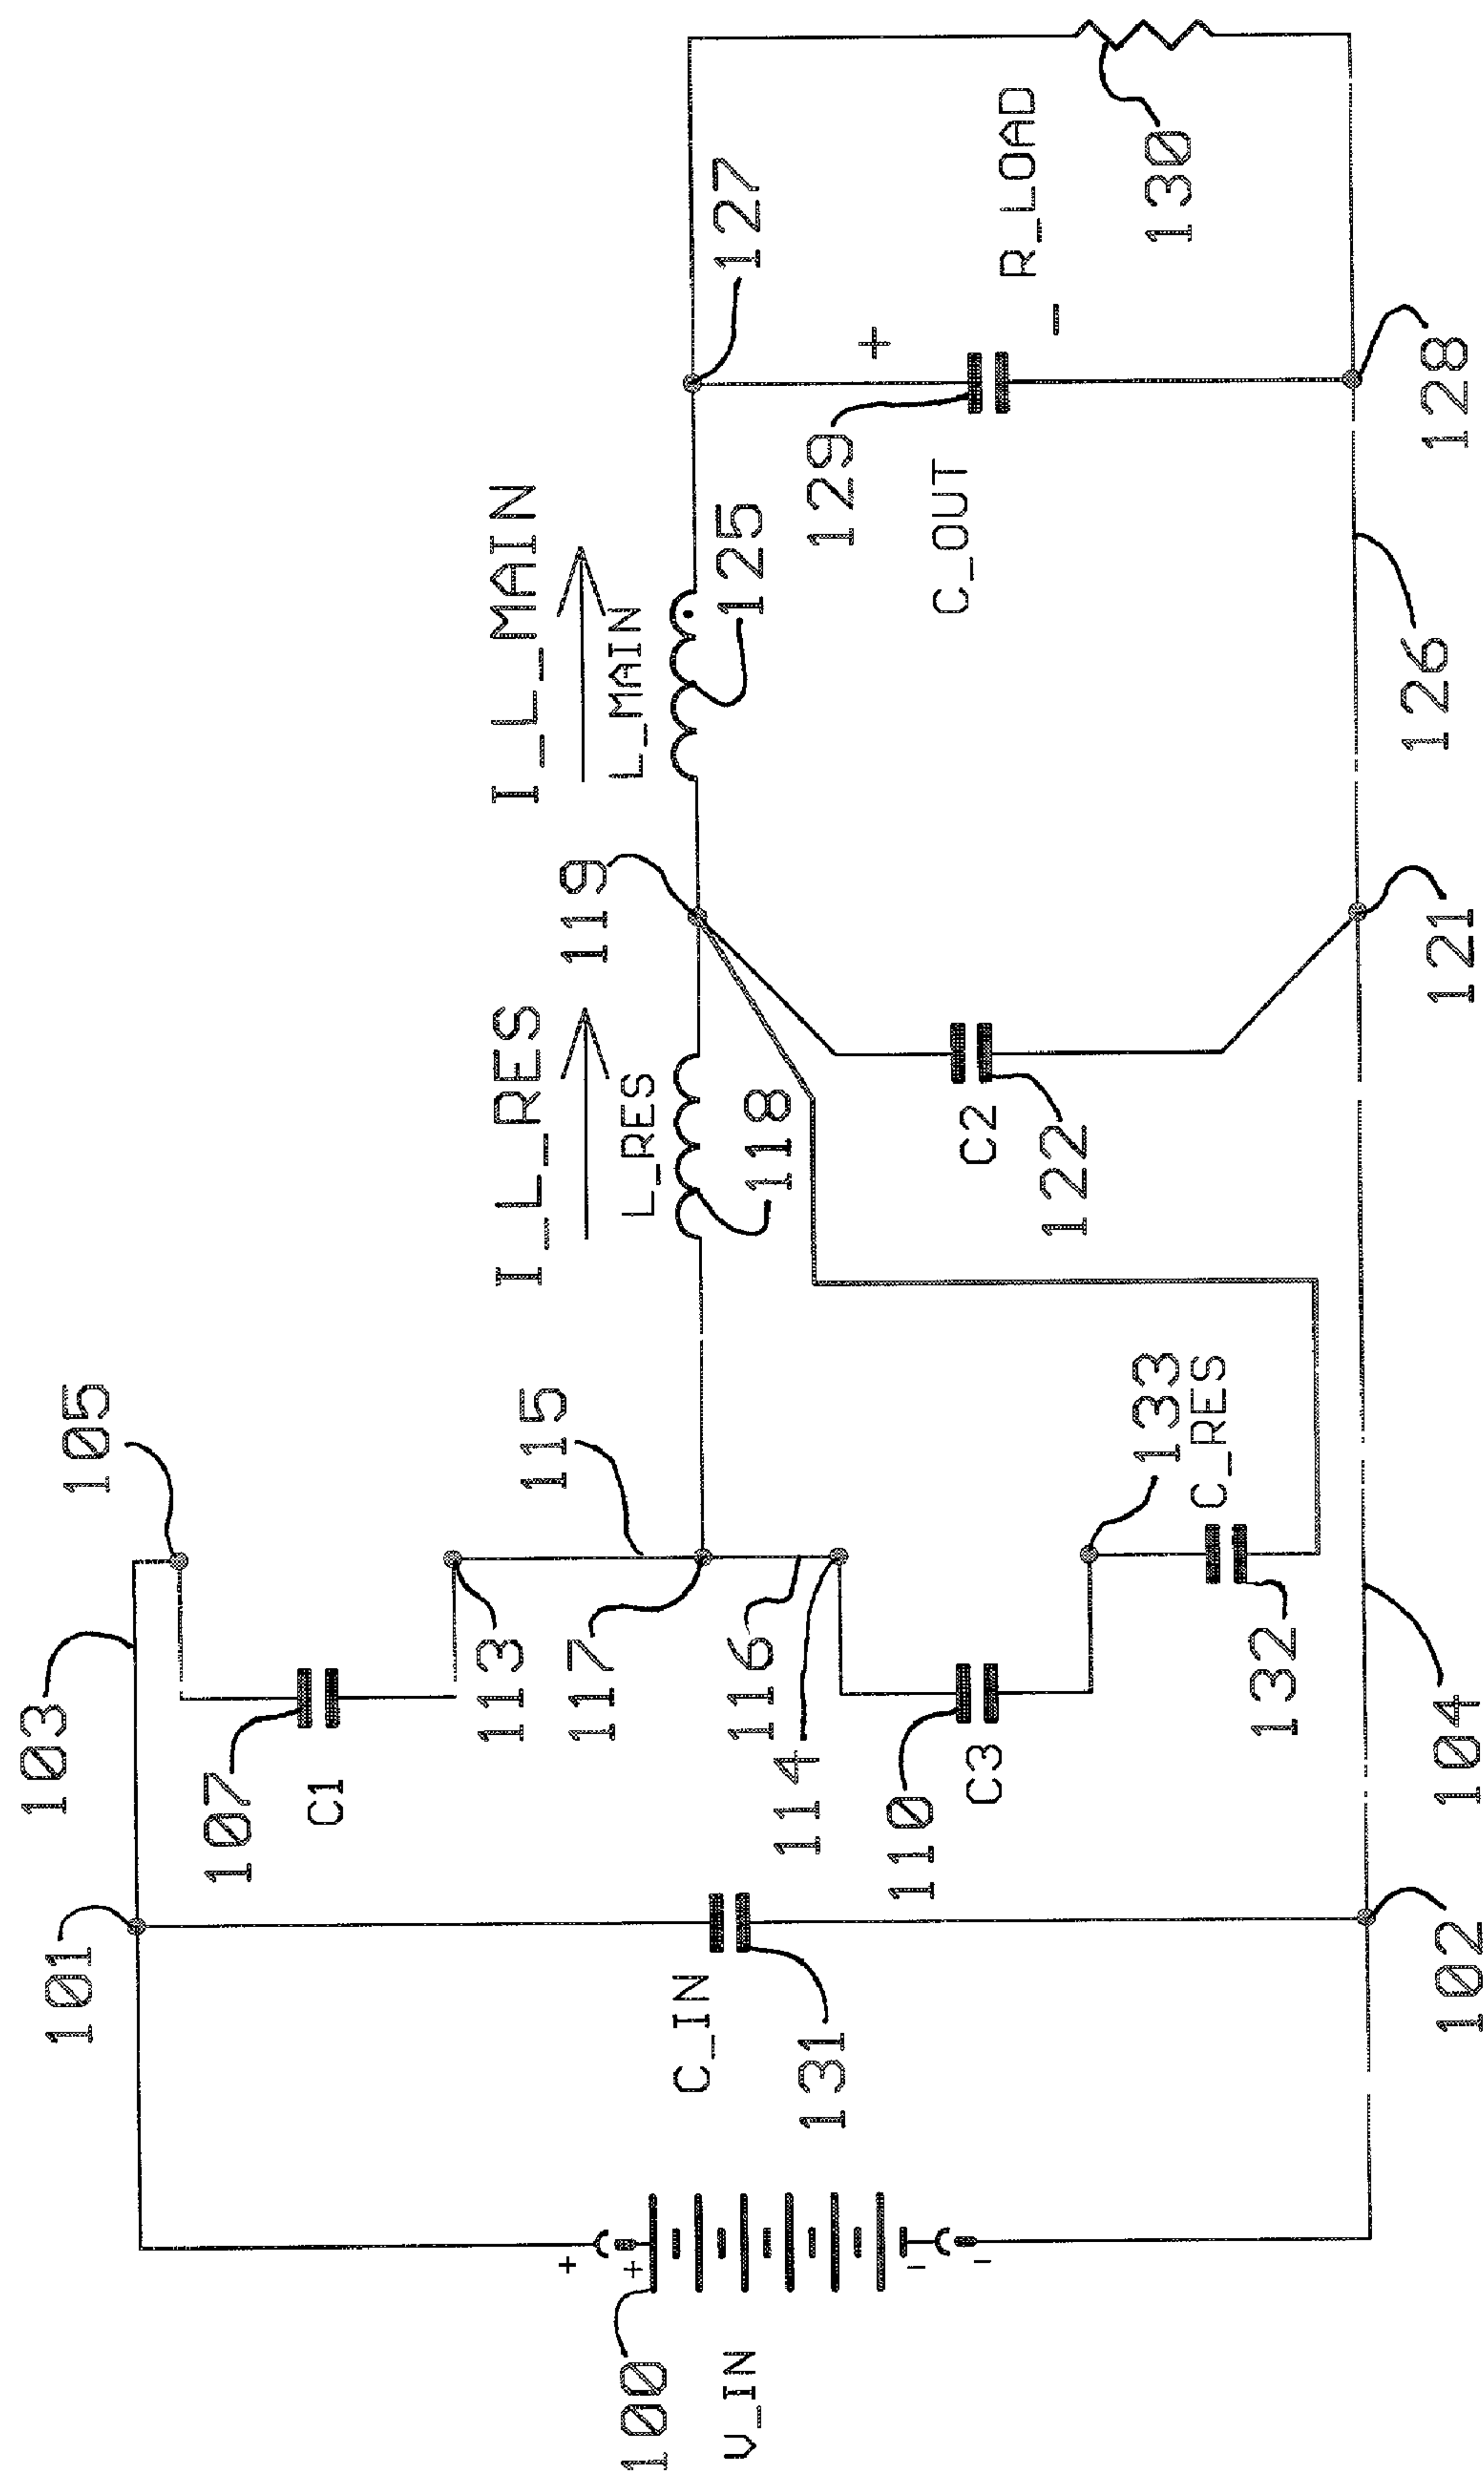 103
105
101
107
C1
113
115
117
116
114
110
C3
133
C_RES
132
C_IN
131
100
V_IN
+
+
-
-
104
102
I_L_RES
L_RES
118
119
I_L_MAIN
L_MAIN
125
C2
122
121
126
127
129
C_OUT
+
-
R_LOAD
130
128